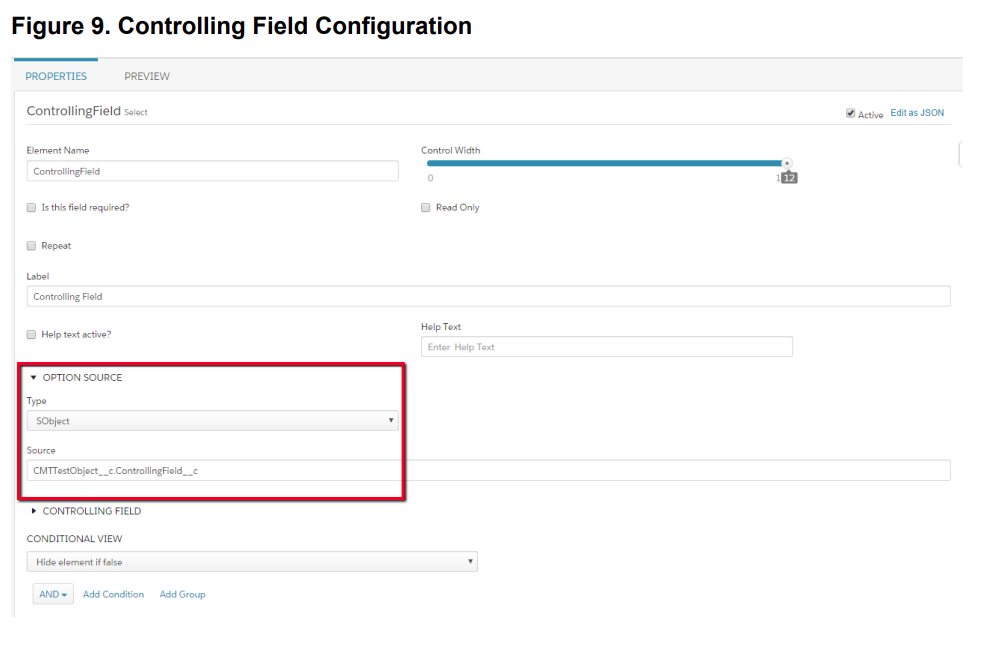 Figure 9. Controlling Field Configuration
PROPERTIES PREVIEW
ControllingField Select
Active Edit as JSON
Element Name Control Width
ControllingField
0 12
Is this field required? Read Only
Repeat
Label
Controlling Field
Help text active? Help Text
Enter Help Text
OPTION SOURCE
Type
SObject
Source
CMTTestObject__c.ControllingField__c
CONTROLLING FIELD
CONDITIONAL VIEW
Hide element if false
AND Add Condition Add Group